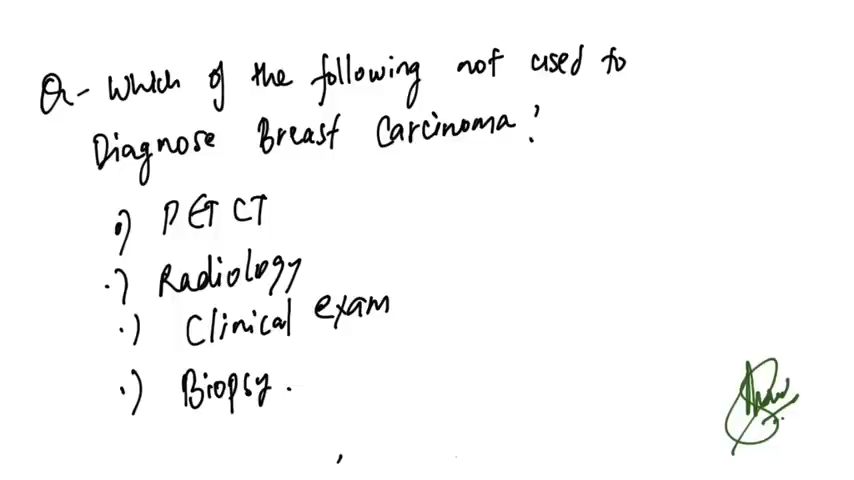 Q- Which of the following not used to
Diagnose Breast Carcinoma?
.) PET CT
.) Radiology
.) Clinical exam
.) Biopsy.